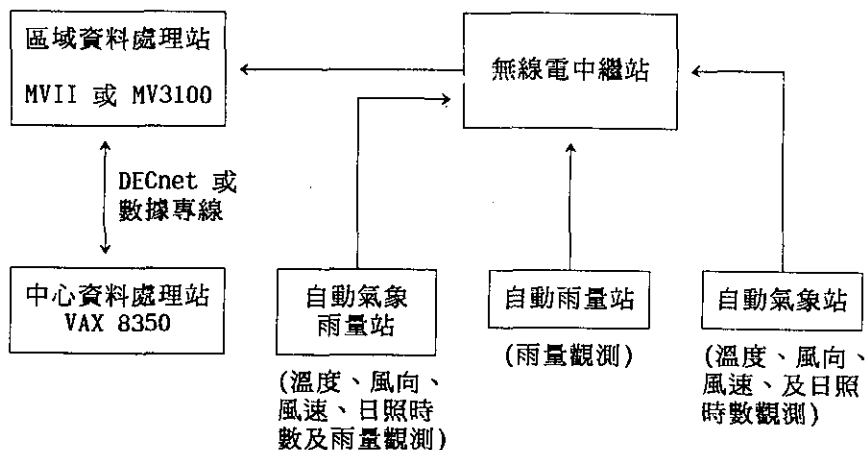 區域資料處理站
MVII 或 MV3100
無線電中繼站
DECnet 或
數據專線
中心資料處理站
VAX 8350
自動氣象
雨量站
(溫度、風向、
風速、日照時
數及雨量觀測)
自動雨量站
(雨量觀測)
自動氣象站
(溫度、風向、
風速、及日照
時數觀測)